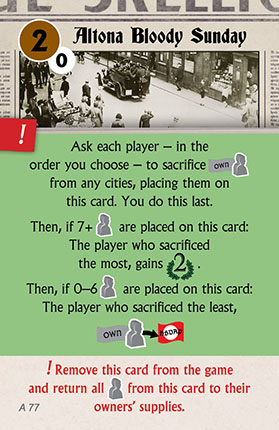 2
0
Altona Bloody Sunday
!
Ask each player – in the
order you choose – to sacrifice OWN
from any cities, placing them on
this card. You do this last.
Then, if 7+ are placed on this card:
The player who sacrificed
the most, gains 2 .
Then, if 0–6 are placed on this card:
The player who sacrificed the least,
OWN
! Remove this card from the game
and return all from this card to their
A 77 owners' supplies.